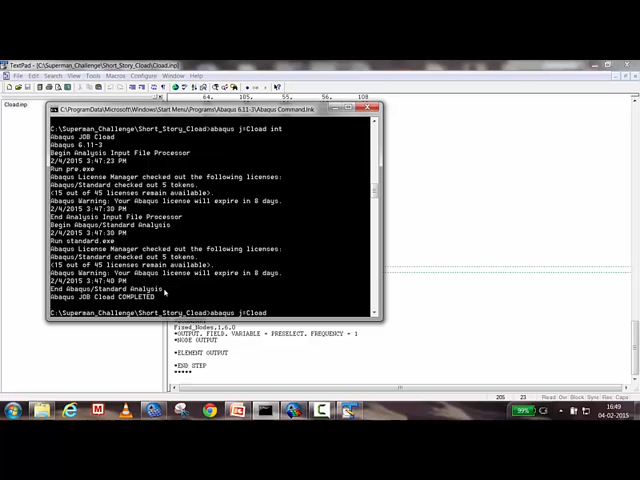 TextPad - [C:\Superman_Challenge\Short_Story_Cload\Cload.inp]
File Edit Search View Tools Macros Configure Window Help
Cload.inp
64, 105, 56, 108
C:\ProgramData\Microsoft\Windows\Start Menu\Programs\Abaqus 6.11-3\Abaqus Command.lnk
C:\Superman_Challenge\Short_Story_Cload>abaqus j=Cload int
Abaqus JOB Cload
Abaqus 6.11-3
Begin Analysis Input File Processor
2/4/2015 3:47:23 PM
Run pre.exe
Abaqus License Manager checked out the following licenses:
Abaqus/Standard checked out 5 tokens.
(15 out of 45 licenses remain available).
Abaqus Warning: Your Abaqus license will expire in 8 days.
2/4/2015 3:47:30 PM
End Analysis Input File Processor
Begin Abaqus/Standard Analysis
2/4/2015 3:47:30 PM
Run standard.exe
Abaqus License Manager checked out the following licenses:
Abaqus/Standard checked out 5 tokens.
(15 out of 45 licenses remain available).
Abaqus Warning: Your Abaqus license will expire in 8 days.
2/4/2015 3:47:40 PM
End Abaqus/Standard Analysis
Abaqus JOB Cload COMPLETED
C:\Superman_Challenge\Short_Story_Cload>abaqus j=Cload
Fixed_Nodes,1,6,0
*OUTPUT, FIELD, VARIABLE = PRESELECT, FREQUENCY = 1
*NODE OUTPUT
*ELEMENT OUTPUT
*END STEP
*****
205 23 Read Ovr Block Sync Rec Caps
99%
16:49
04-02-2015